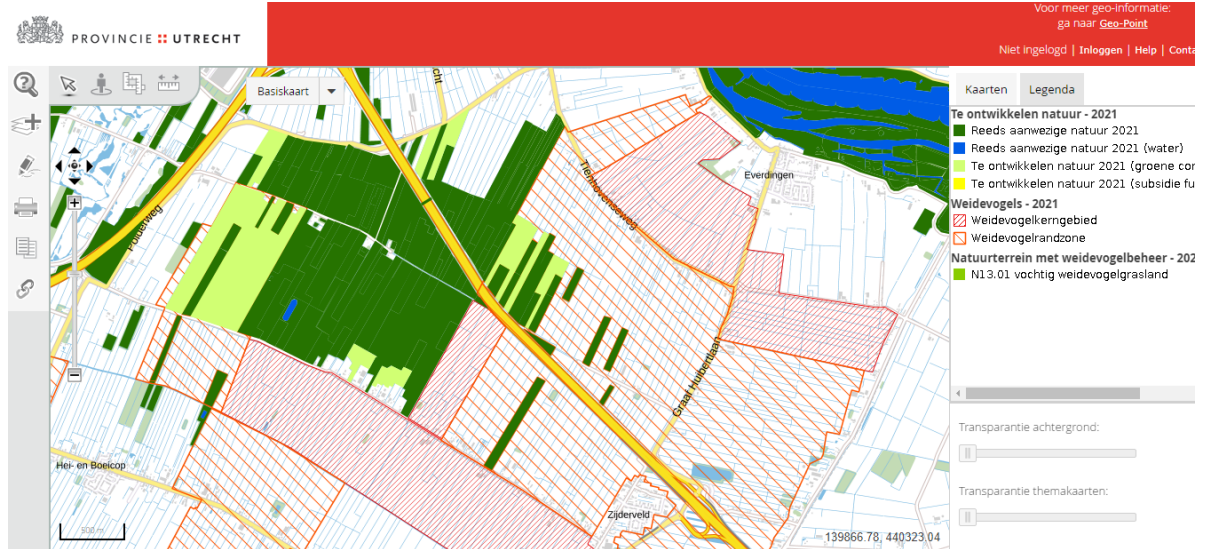 PROVINCIE UTRECHT
Voor meer geo-informatie:
ga naar Geo-Point
Niet ingelogd | Inloggen | Help | Conta
Basiskaart
cht
Tienhovenseweg
Everdingen
Polderweg
Graaf Huibertlaan
Hei- en Boeicop
Zijderveld
500 m
139866.78, 440323.04
Kaarten
Legenda
Te ontwikkelen natuur - 2021
Reeds aanwezige natuur 2021
Reeds aanwezige natuur 2021 (water)
Te ontwikkelen natuur 2021 (groene cor
Te ontwikkelen natuur 2021 (subsidie fu
Weidevogels - 2021
Weidevogelkerngebied
Weidevogelrandzone
Natuurterrein met weidevogelbeheer - 202
N13.01 vochtig weidevogelgrasland
Transparantie achtergrond:
Transparantie themakaarten: